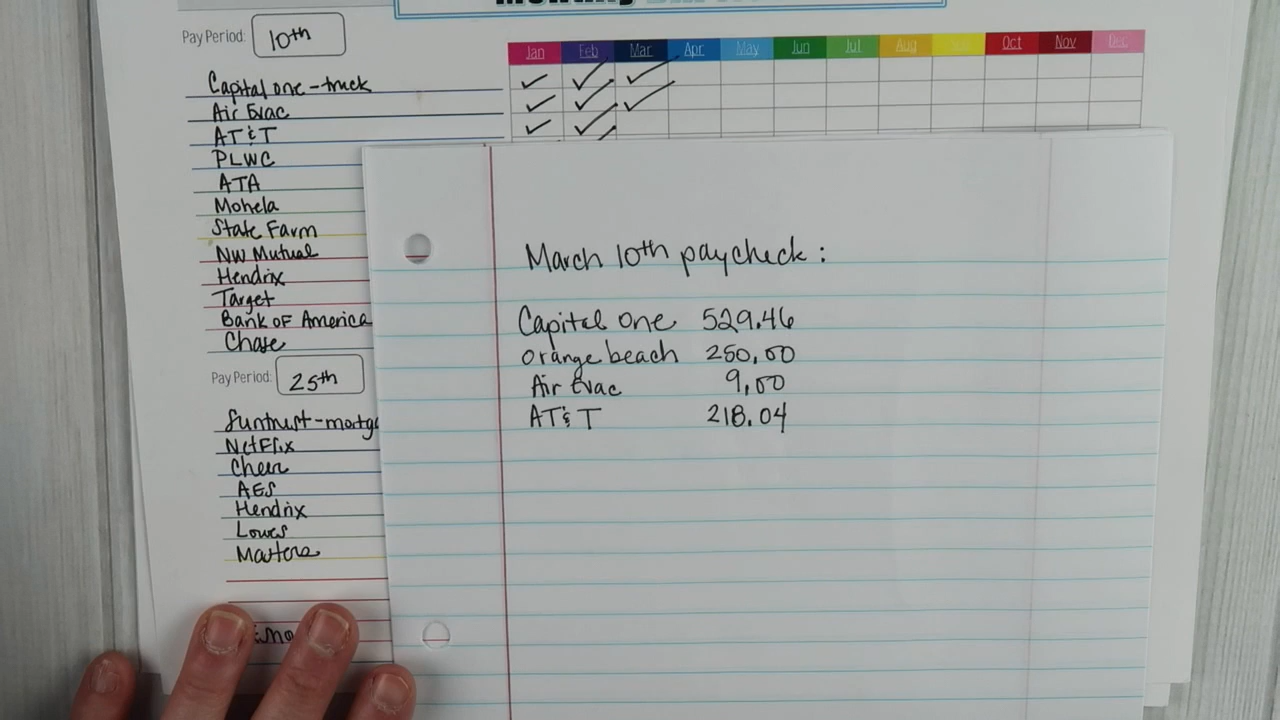 Pay Period: 10th
Jan Feb Mar Apr May Jun Jul Aug Oct Nov Dec
Capital One - truck
Air Evac
AT&T
PLWC
ATA
Mohela
State Farm
NW Mutual
Hendrix
Target
Bank of America
Chase
Pay Period: 25th
Suntrust - mortg
Netflix
AES
Hendrix
Lowes
March 10th paycheck:
Capital One 529.46
Orange beach 250.00
Air Evac 9.00
AT&T 218.04